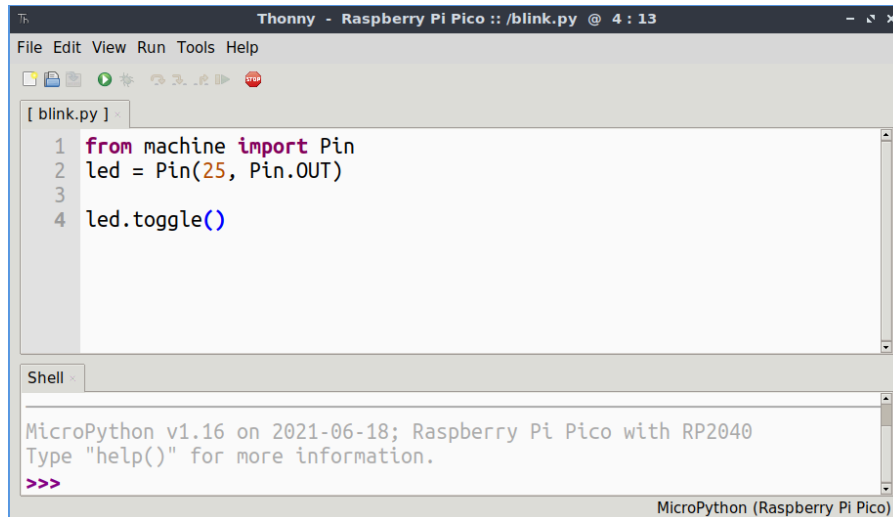 Thonny - Raspberry Pi Pico :: /blink.py @ 4 : 13
File Edit View Run Tools Help
STOP
[ blink.py ] ×
1 from machine import Pin
2 led = Pin(25, Pin.OUT)
3
4 led.toggle()
Shell ×
MicroPython v1.16 on 2021-06-18; Raspberry Pi Pico with RP2040
Type "help()" for more information.
>>>
MicroPython (Raspberry Pi Pico)